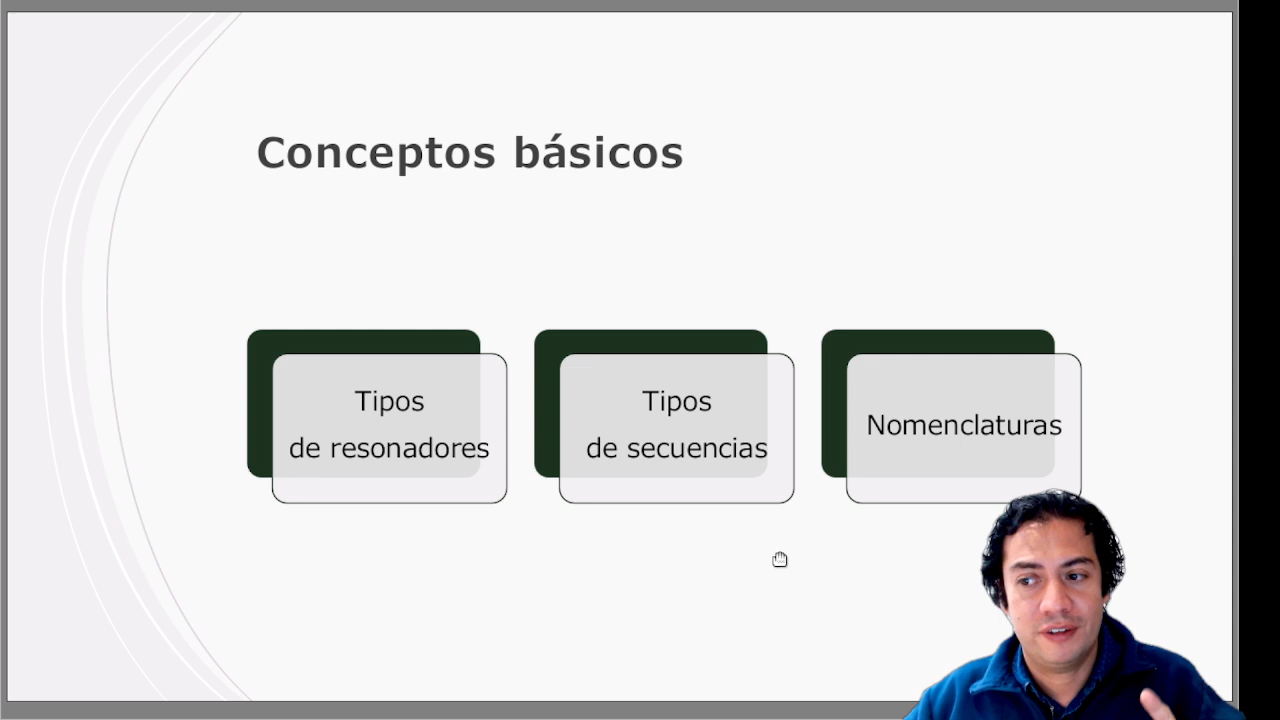 Conceptos básicos
Tipos
de resonadores
Tipos
de secuencias
Nomenclaturas